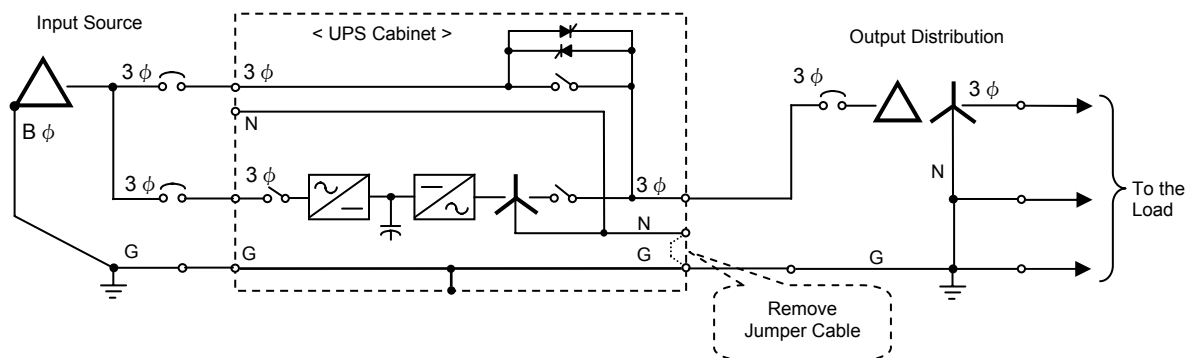 Input Source
< UPS Cabinet >
Output Distribution
3 ϕ
3 ϕ
3 ϕ
3 ϕ
B ϕ
N
N
3 ϕ
3 ϕ
3 ϕ
N
To the
Load
G
G
G
G
Remove
Jumper Cable